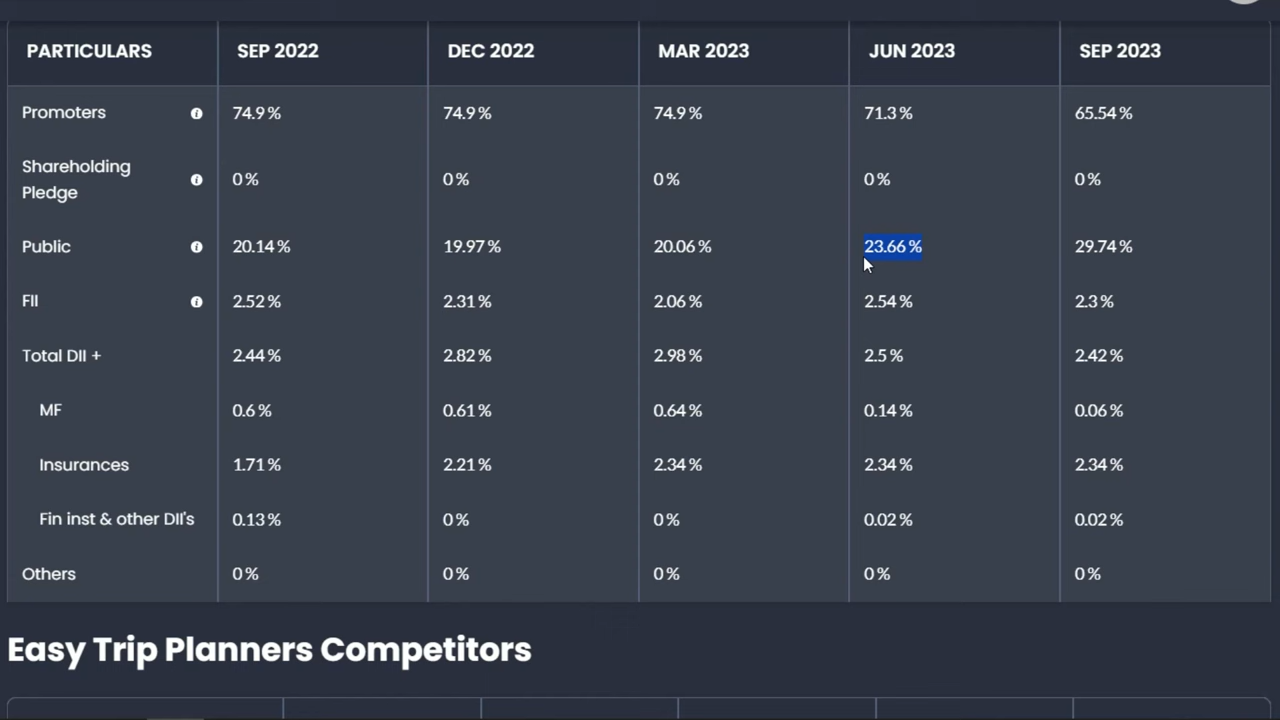 PARTICULARS SEP 2022 DEC 2022 MAR 2023 JUN 2023 SEP 2023
Promoters 74.9 % 74.9 % 74.9 % 71.3 % 65.54 %
Shareholding
Pledge 0 % 0 % 0 % 0 % 0 %
Public 20.14 % 19.97 % 20.06 % 23.66 % 29.74 %
FII 2.52 % 2.31 % 2.06 % 2.54 % 2.3 %
Total DII + 2.44 % 2.82 % 2.98 % 2.5 % 2.42 %
MF 0.6 % 0.61 % 0.64 % 0.14 % 0.06 %
Insurances 1.71 % 2.21 % 2.34 % 2.34 % 2.34 %
Fin inst & other DII's 0.13 % 0 % 0 % 0.02 % 0.02 %
Others 0 % 0 % 0 % 0 % 0 %
Easy Trip Planners Competitors